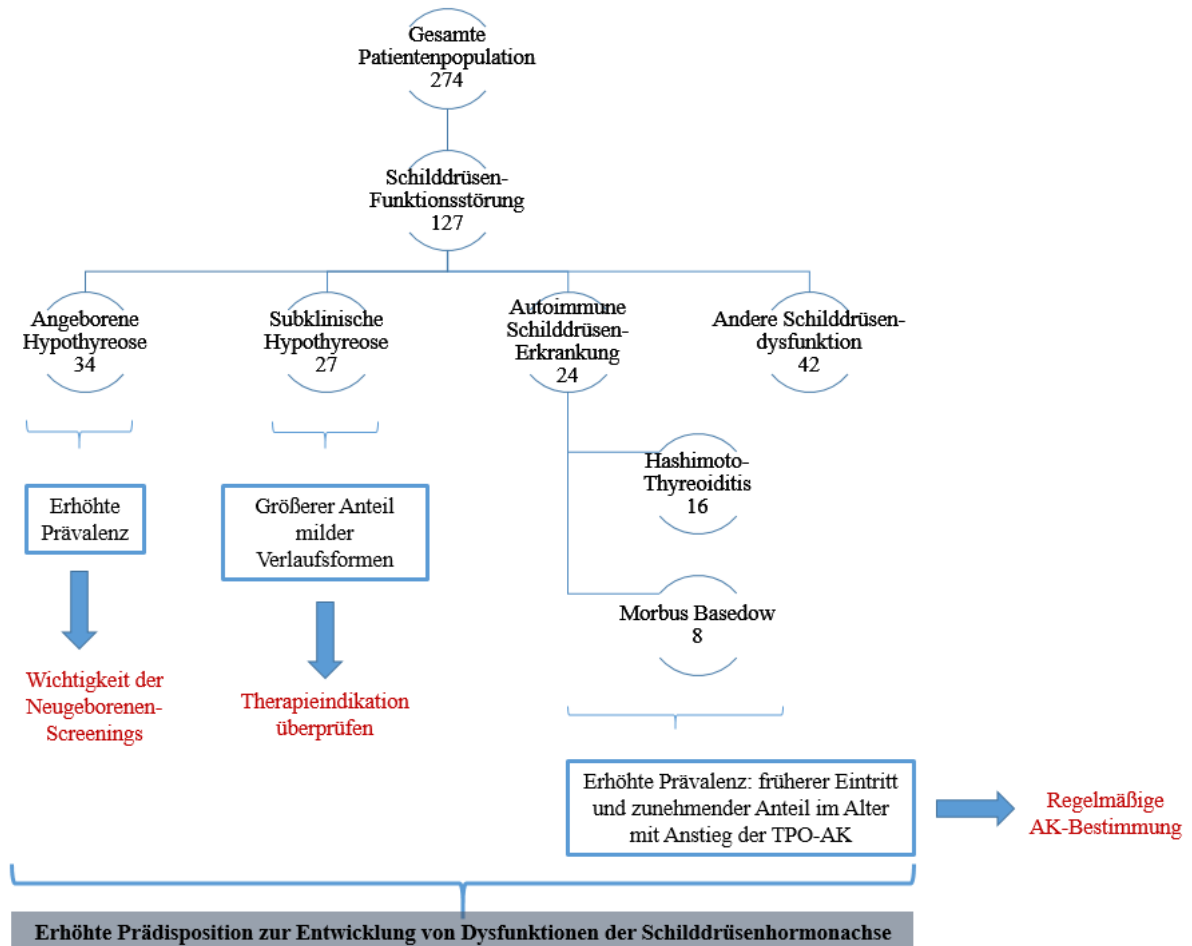 Gesamte
Patientenpopulation
274
Schilddrüsen-
Funktionsstörung
127
Angeborene
Hypothyreose
34
Subklinische
Hypothyreose
27
Autoimmune
Schilddrüsen-
Erkrankung
24
Andere Schilddrüsen-
dysfunktion
42
Hashimoto-
Thyreoiditis
16
Morbus Basedow
8
Erhöhte
Prävalenz
Größerer Anteil
milder
Verlaufsformen
Wichtigkeit der
Neugeborenen-
Screenings
Therapieindikation
überprüfen
Erhöhte Prävalenz: früherer Eintritt
und zunehmender Anteil im Alter
mit Anstieg der TPO-AK
Regelmäßige
AK-Bestimmung
Erhöhte Prädisposition zur Entwicklung von Dysfunktionen der Schilddrüsenhormonachse